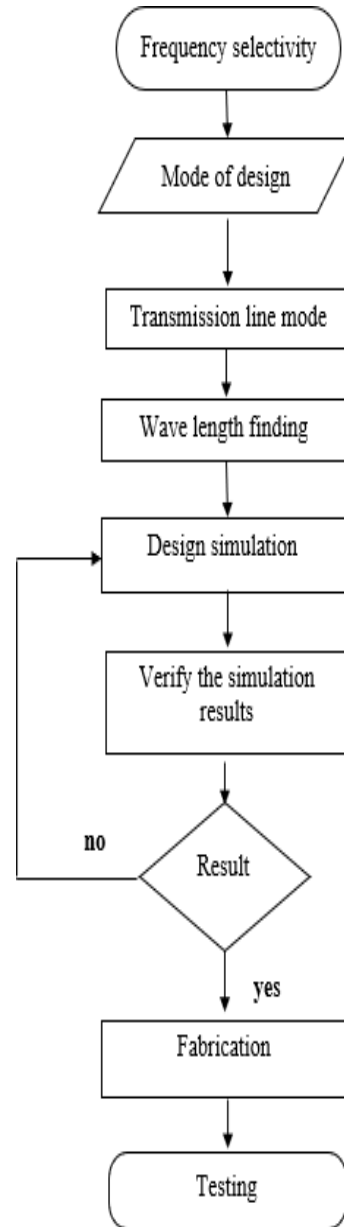 Frequency selectivity
Mode of design
Transmission line mode
Wave length finding
Design simulation
Verify the simulation
results
no
Result
yes
Fabrication
Testing